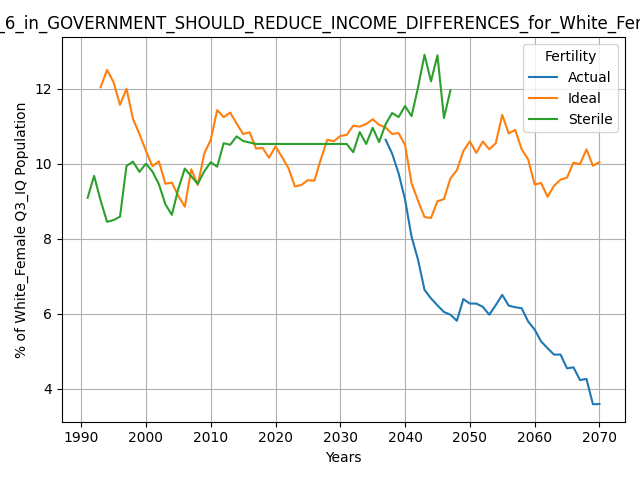 _6_in_GOVERNMENT_SHOULD_REDUCE_INCOME_DIFFERENCES_for_White_Fer
Fertility
Actual
Ideal
Sterile
% of White_Female Q3_IQ Population
12
10
8
6
4
1990 2000 2010 2020 2030 2040 2050 2060 2070
Years